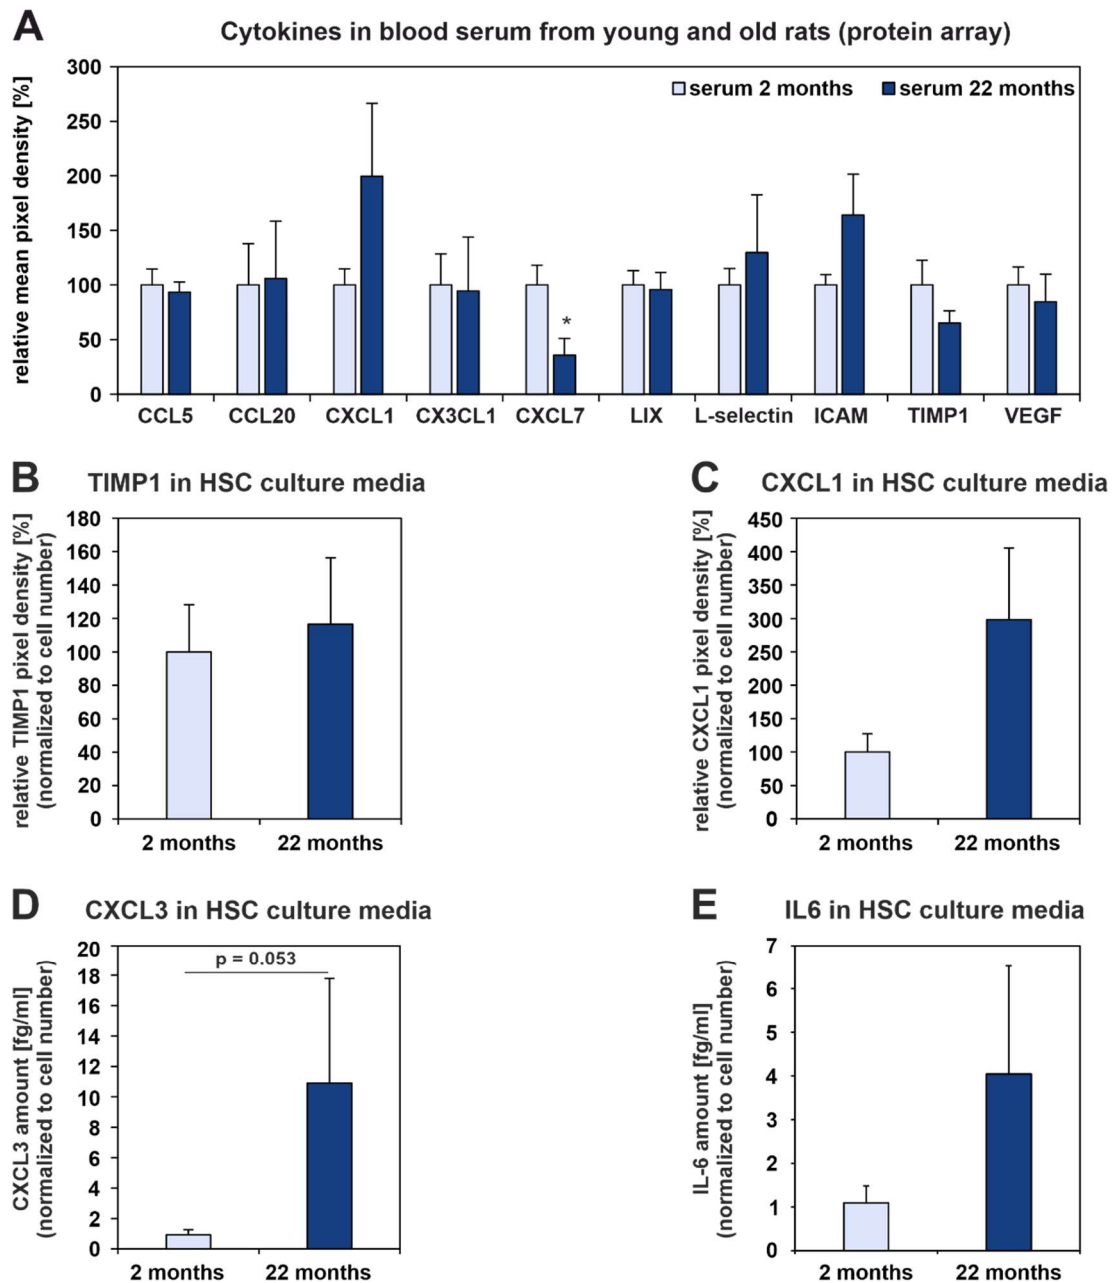 A
Cytokines in blood serum from young and old rats (protein array)
relative mean pixel density [%]
300
250
200
150
100
50
0
serum 2 months
serum 22 months
*
CCL5 CCL20 CXCL1 CX3CL1 CXCL7 LIX L-selectin ICAM TIMP1 VEGF
B
TIMP1 in HSC culture media
relative TIMP1 pixel density [%]
(normalized to cell number)
180
160
140
120
100
80
60
40
20
0
2 months 22 months
C
CXCL1 in HSC culture media
relative CXCL1 pixel density [%]
(normalized to cell number)
450
400
350
300
250
200
150
100
50
0
2 months 22 months
D
CXCL3 in HSC culture media
CXCL3 amount [fg/ml]
(normalized to cell number)
20
18
16
14
12
10
8
6
4
2
0
p = 0.053
2 months 22 months
E
IL6 in HSC culture media
IL-6 amount [fg/ml]
(normalized to cell number)
7
6
5
4
3
2
1
0
2 months 22 months